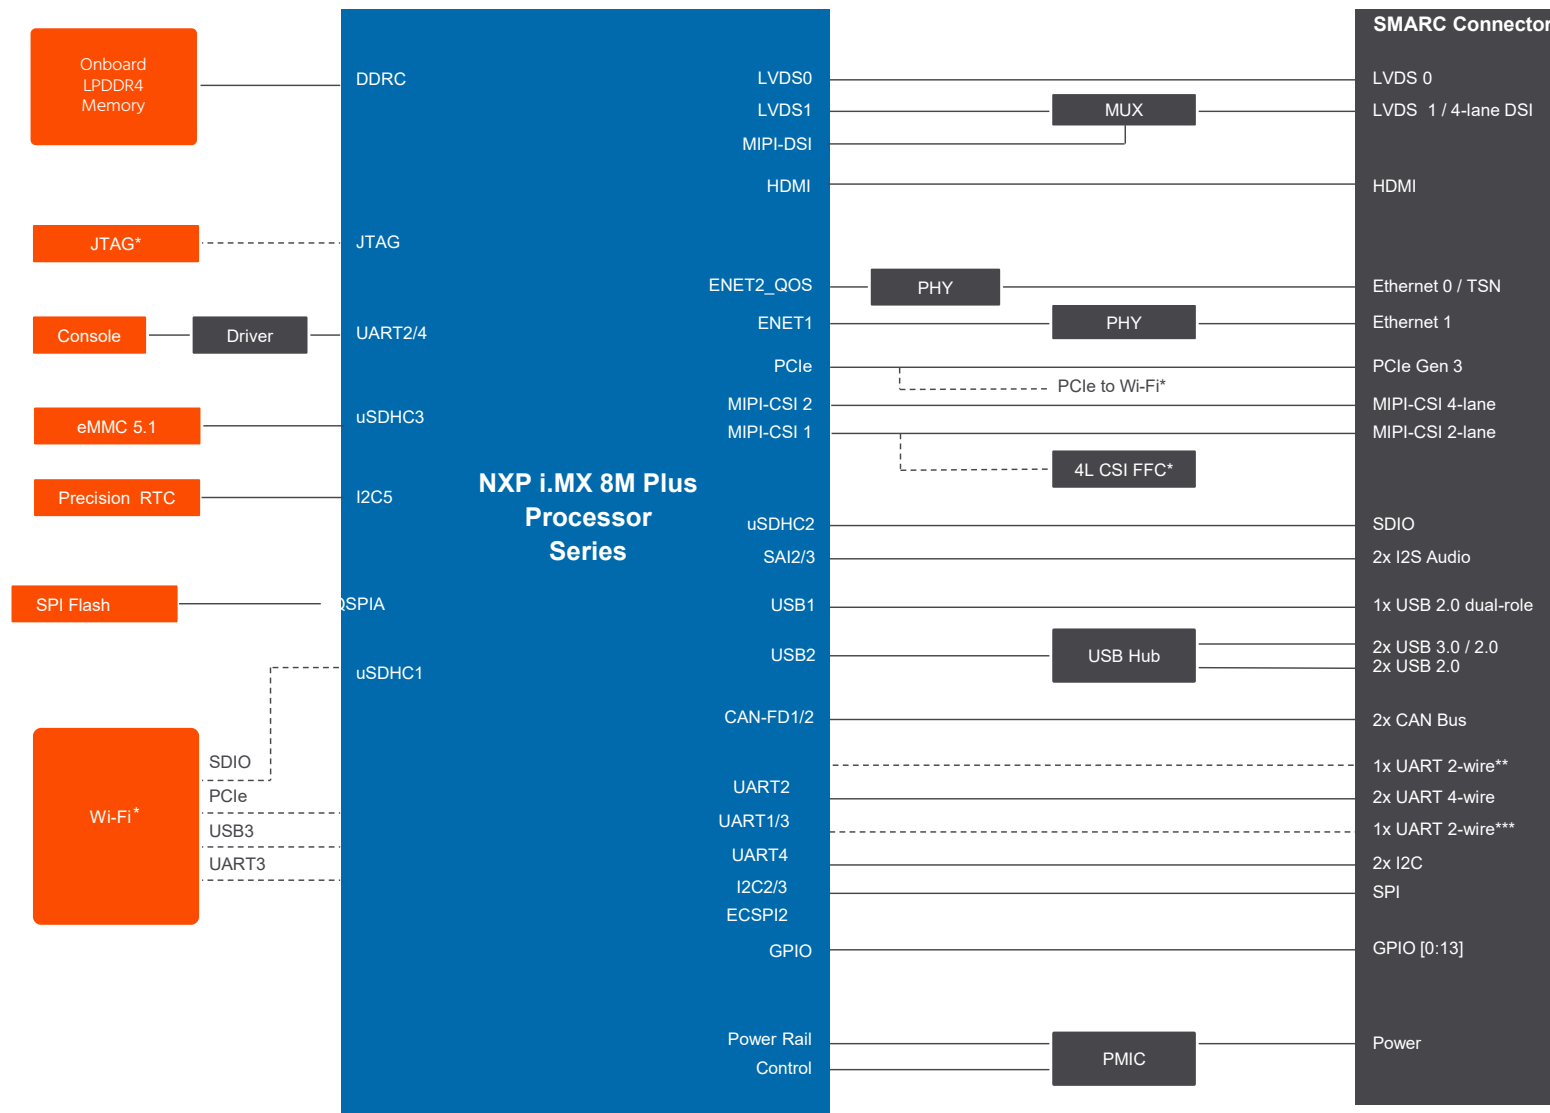 SMARC Connector
Onboard
LPDDR4
Memory
DDRC
LVDS0
LVDS 0
LVDS1
MUX
LVDS 1 / 4-lane DSI
MIPI-DSI
HDMI
HDMI
JTAG*
JTAG
ENET2_QOS
PHY
Ethernet 0 / TSN
Console
Driver
UART2/4
ENET1
PHY
Ethernet 1
PCIe
PCIe Gen 3
PCIe to Wi-Fi*
MIPI-CSI 2
MIPI-CSI 4-lane
eMMC 5.1
uSDHC3
MIPI-CSI 1
MIPI-CSI 2-lane
4L CSI FFC*
Precision RTC
I2C5
NXP i.MX 8M Plus
Processor
Series
uSDHC2
SDIO
SAI2/3
2x I2S Audio
SPI Flash
QSPIA
USB1
1x USB 2.0 dual-role
USB2
USB Hub
2x USB 3.0 / 2.0
2x USB 2.0
uSDHC1
CAN-FD1/2
2x CAN Bus
SDIO
PCIe
USB3
UART3
Wi-Fi*
1x UART 2-wire**
UART2
2x UART 4-wire
UART1/3
1x UART 2-wire***
UART4
2x I2C
I2C2/3
SPI
ECSPI2
GPIO
GPIO [0:13]
Power Rail
PMIC
Power
Control